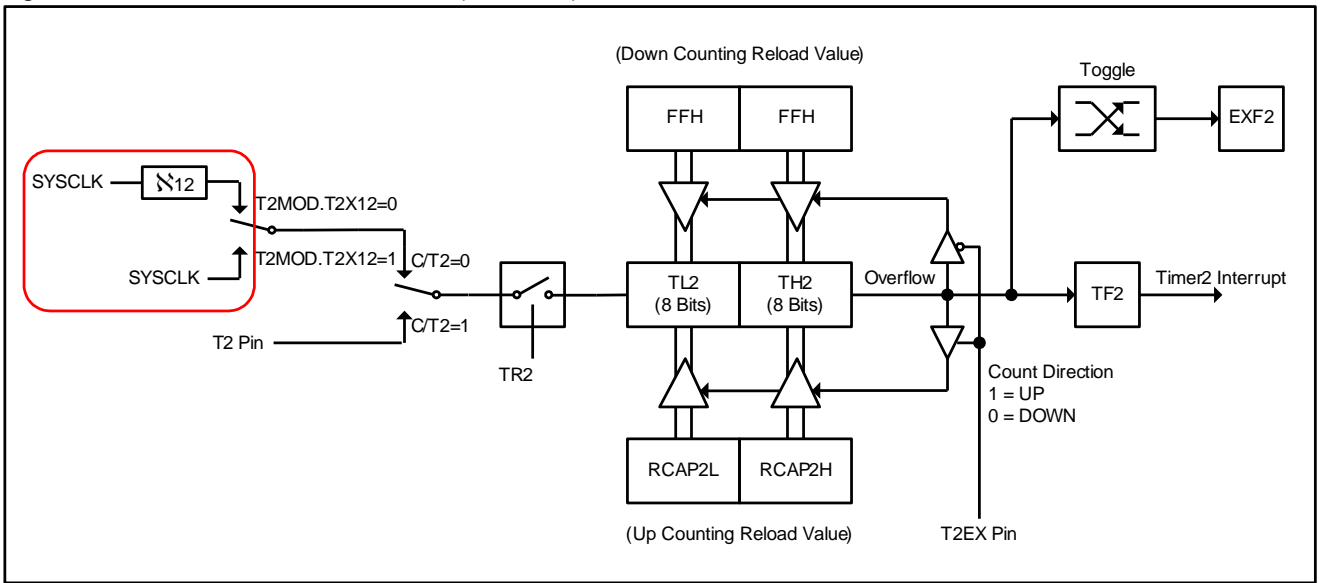 (Down Counting Reload Value)
Toggle
FFH
FFH
EXF2
SYSCLK
ℵ12
T2MOD.T2X12=0
T2MOD.T2X12=1
SYSCLK
C/T2=0
C/T2=1
T2 Pin
TR2
TL2
(8 Bits)
TH2
(8 Bits)
Overflow
TF2
Timer2 Interrupt
Count Direction
1 = UP
0 = DOWN
RCAP2L
RCAP2H
(Up Counting Reload Value)
T2EX Pin